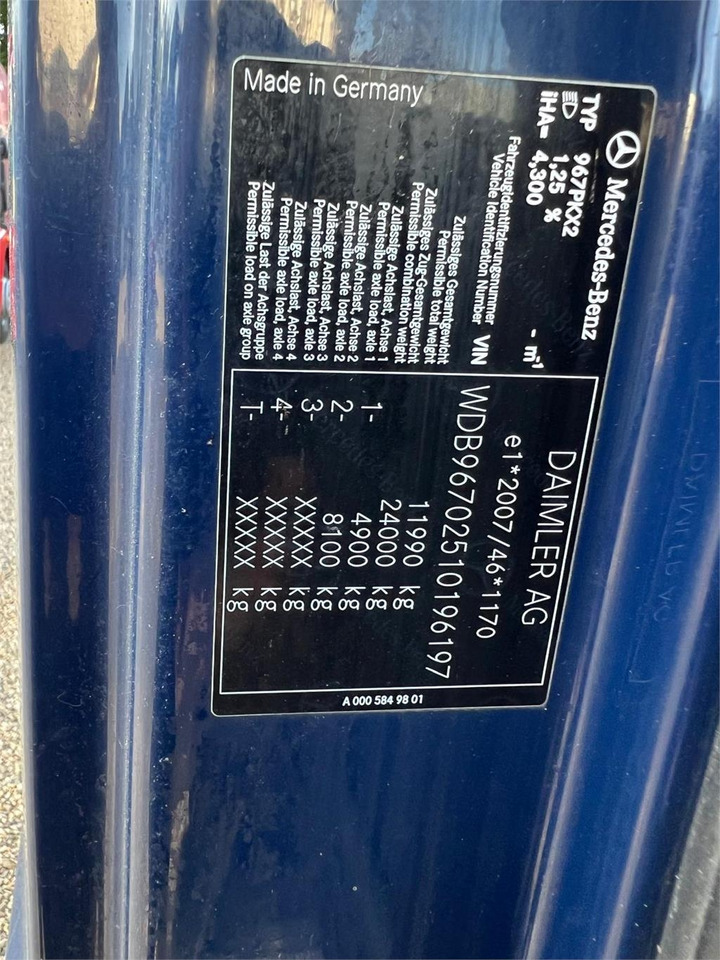 Mercedes-Benz
TYP 967PKX2
1,25 %
iHA= 4,300 - m⁻¹
DAIMLER AG
e1*2007/46*1170
Fahrzeugidentifizierungsnummer
Vehicle Identification Number VIN WDB9670251O196197
Zulässiges Gesamtgewicht
Permissible total weight 11990 kg
Zulässiges Zug-Gesamtgewicht
Permissible combination weight 24000 kg
Zulässige Achslast, Achse 1
Permissible axle load, axle 1 1- 4900 kg
Zulässige Achslast, Achse 2
Permissible axle load, axle 2 2- 8100 kg
Zulässige Achslast, Achse 3
Permissible axle load, axle 3 3- XXXXX kg
Zulässige Achslast, Achse 4
Permissible axle load, axle 4 4- XXXXX kg
Zulässige Last der Achsgruppe
Permissible load on axle group T- XXXXX kg
Made in Germany
A 000 584 98 01